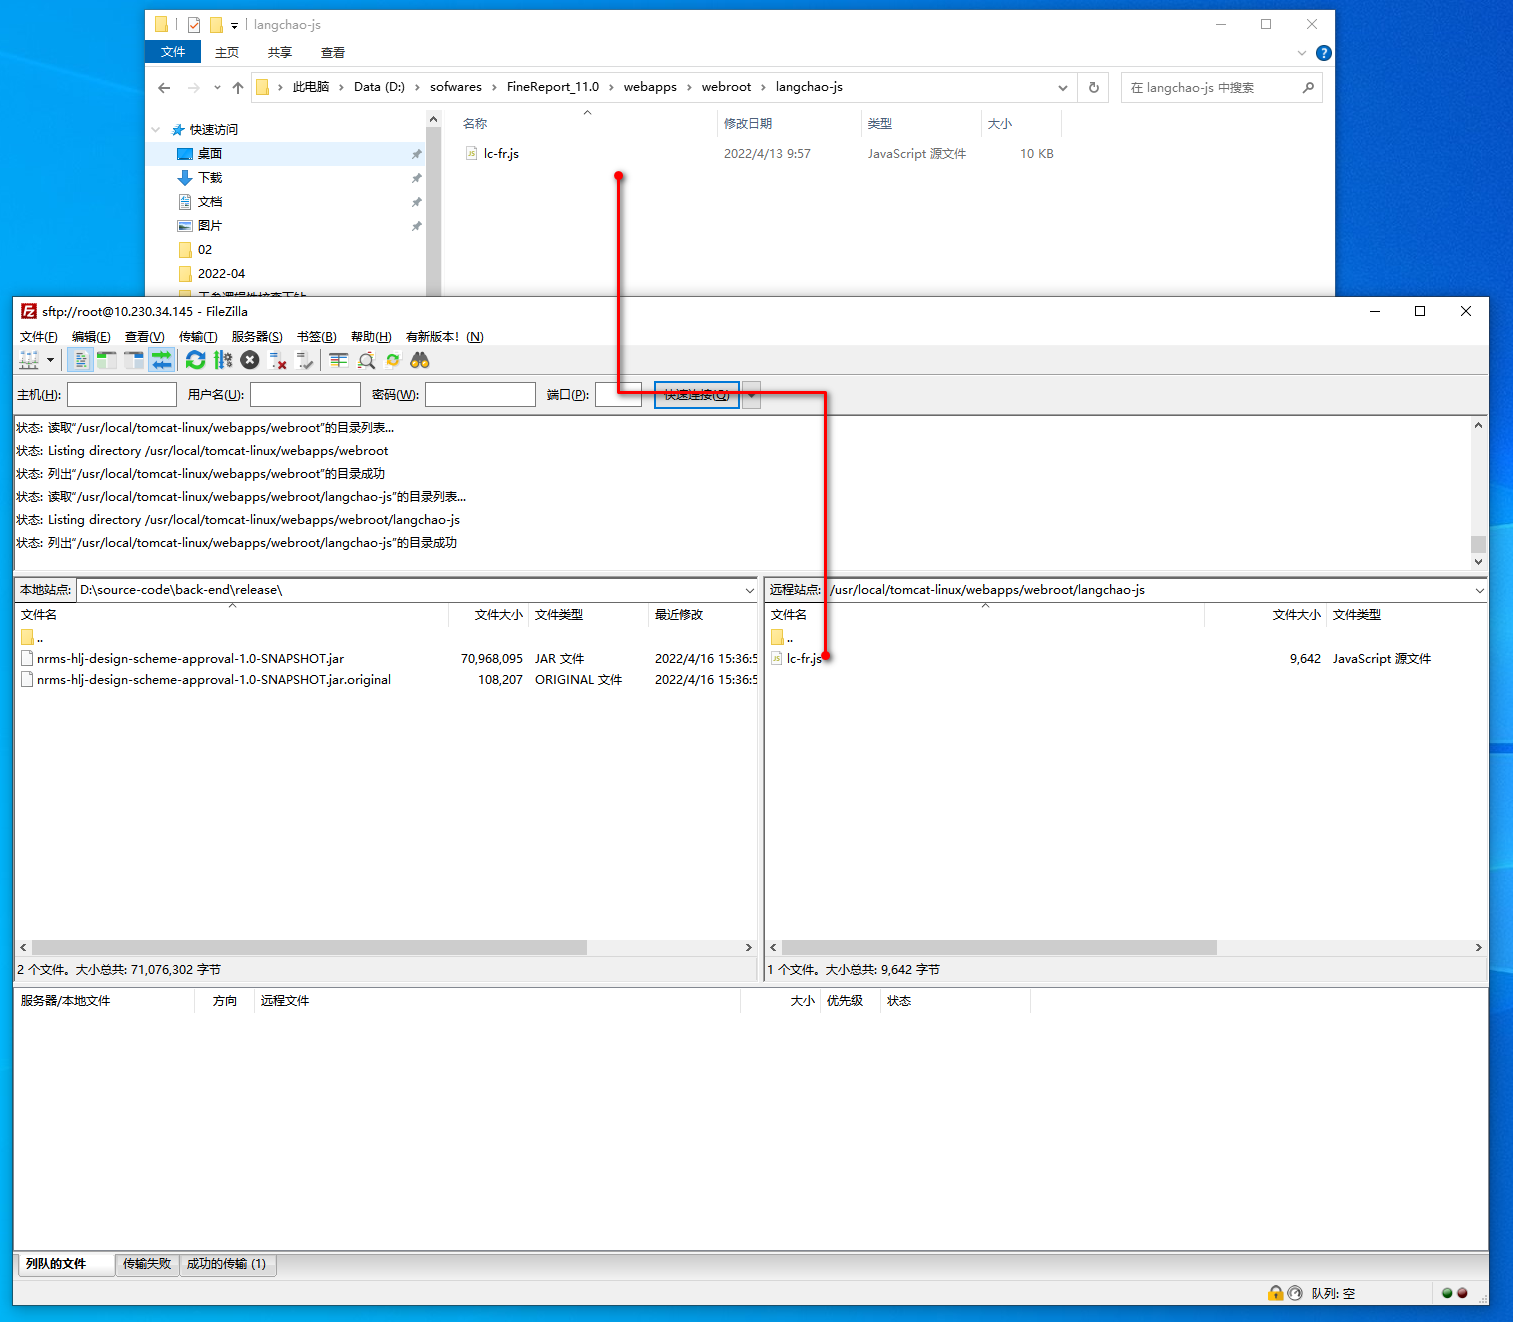 langchao-js
文件 主页 共享 查看
此电脑 Data (D:) sofwares FineReport_11.0 webapps webroot langchao-js 在 langchao-js 中搜索
快速访问
桌面
下载
文档
图片
02
2022-04
名称 修改日期 类型 大小
lc-fr.js 2022/4/13 9:57 JavaScript 源文件 10 KB
sftp://root@10.230.34.145 - FileZilla
文件(F) 编辑(E) 查看(V) 传输(T) 服务器(S) 书签(B) 帮助(H) 有新版本！(N)
主机(H): 用户名(U): 密码(W): 端口(P): 快速连接(Q)
状态: 读取“/usr/local/tomcat-linux/webapps/webroot”的目录列表...
状态: Listing directory /usr/local/tomcat-linux/webapps/webroot
状态: 列出“/usr/local/tomcat-linux/webapps/webroot”的目录成功
状态: 读取“/usr/local/tomcat-linux/webapps/webroot/langchao-js”的目录列表...
状态: Listing directory /usr/local/tomcat-linux/webapps/webroot/langchao-js
状态: 列出“/usr/local/tomcat-linux/webapps/webroot/langchao-js”的目录成功
本地站点: D:\source-code\back-end\release\
文件名 文件大小 文件类型 最近修改
..
nrms-hlj-design-scheme-approval-1.0-SNAPSHOT.jar 70,968,095 JAR 文件 2022/4/16 15:36:5
nrms-hlj-design-scheme-approval-1.0-SNAPSHOT.jar.original 108,207 ORIGINAL 文件 2022/4/16 15:36:5
2 个文件。大小总共: 71,076,302 字节
远程站点: /usr/local/tomcat-linux/webapps/webroot/langchao-js
文件名 文件大小 文件类型
..
lc-fr.js 9,642 JavaScript 源文件
1 个文件。大小总共: 9,642 字节
服务器/本地文件 方向 远程文件 大小 优先级 状态
列队的文件 传输失败 成功的传输 (1)
队列: 空